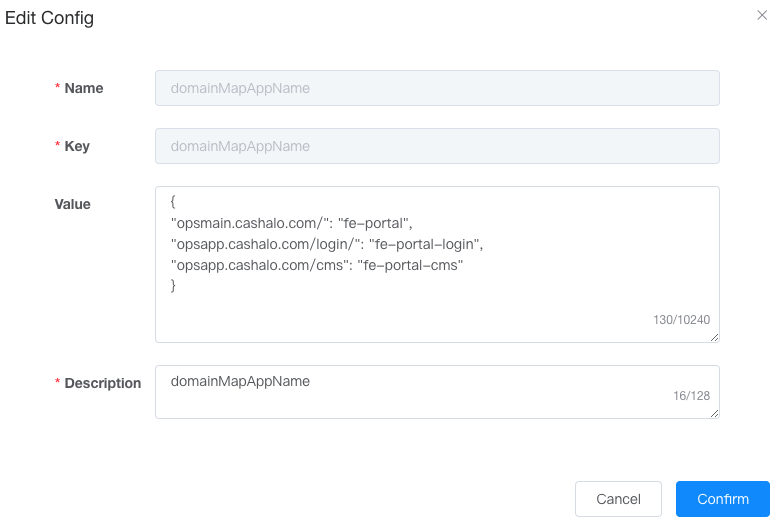 Edit Config
* Name
domainMapAppName
* Key
domainMapAppName
Value
{
"opsmain.cashalo.com/": "fe-portal",
"opsapp.cashalo.com/login/": "fe-portal-login",
"opsapp.cashalo.com/cms": "fe-portal-cms"
}
130/10240
* Description
domainMapAppName
16/128
Cancel
Confirm